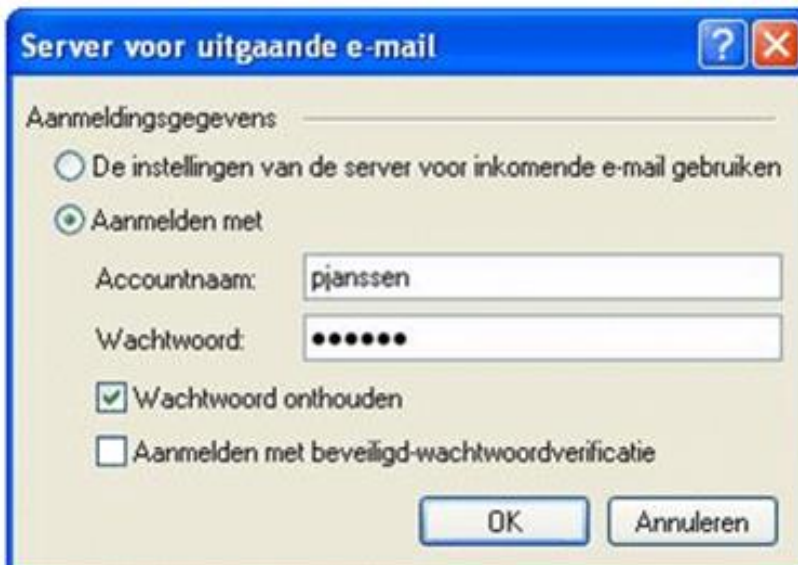 Server voor uitgaande e-mail
Aanmeldingsgegevens
De instellingen van de server voor inkomende e-mail gebruiken
Aanmelden met
Accountnaam: pjanssen
Wachtwoord: ••••••
Wachtwoord onthouden
Aanmelden met beveiligd-wachtwoordverificatie
OK Annuleren